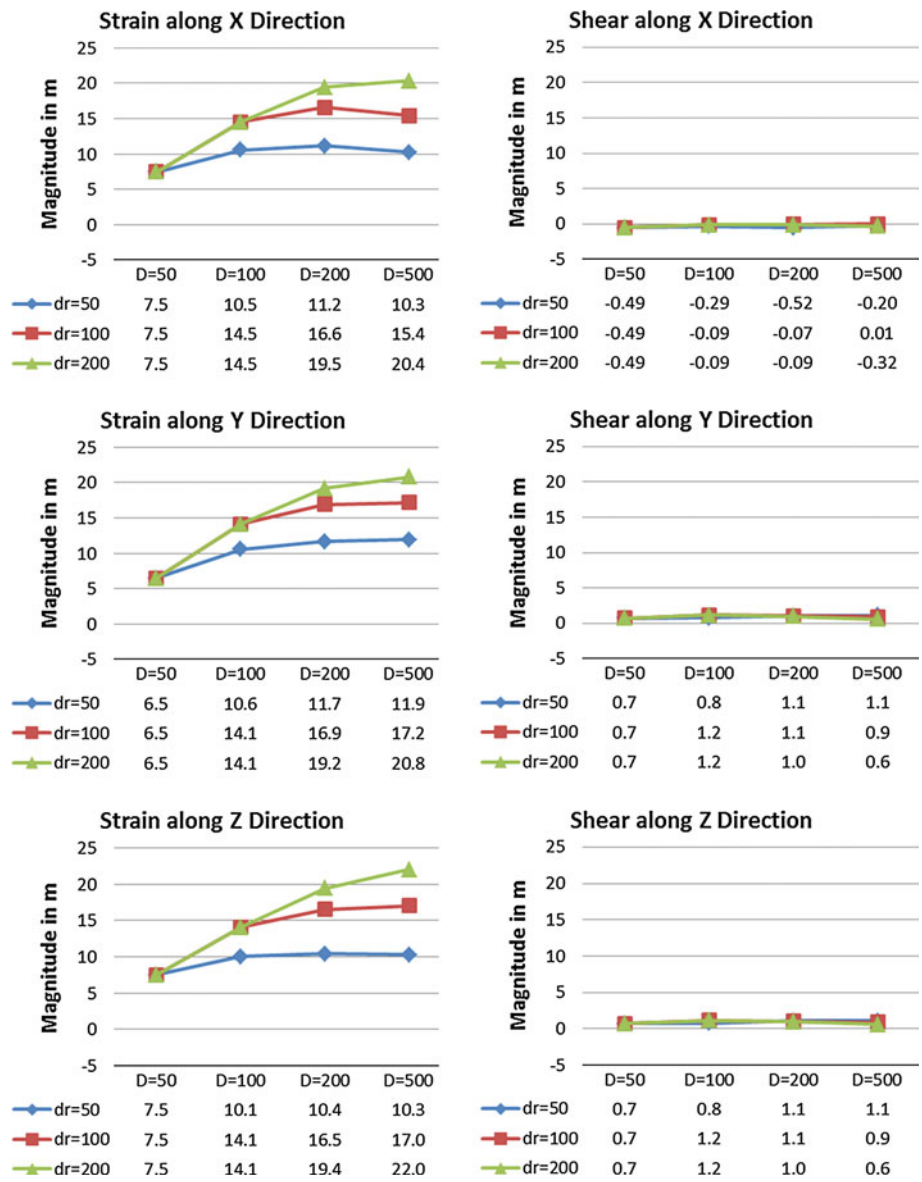 Strain along X Direction
Magnitude in m
25
20
15
10
5
0
-5
D=50 D=100 D=200 D=500
dr=50 7.5 10.5 11.2 10.3
dr=100 7.5 14.5 16.6 15.4
dr=200 7.5 14.5 19.5 20.4
Shear along X Direction
Magnitude in m
25
20
15
10
5
0
-5
D=50 D=100 D=200 D=500
dr=50 -0.49 -0.29 -0.52 -0.20
dr=100 -0.49 -0.09 -0.07 0.01
dr=200 -0.49 -0.09 -0.09 -0.32
Strain along Y Direction
Magnitude in m
25
20
15
10
5
0
-5
D=50 D=100 D=200 D=500
dr=50 6.5 10.6 11.7 11.9
dr=100 6.5 14.1 16.9 17.2
dr=200 6.5 14.1 19.2 20.8
Shear along Y Direction
Magnitude in m
25
20
15
10
5
0
-5
D=50 D=100 D=200 D=500
dr=50 0.7 0.8 1.1 1.1
dr=100 0.7 1.2 1.1 0.9
dr=200 0.7 1.2 1.0 0.6
Strain along Z Direction
Magnitude in m
25
20
15
10
5
0
-5
D=50 D=100 D=200 D=500
dr=50 7.5 10.1 10.4 10.3
dr=100 7.5 14.1 16.5 17.0
dr=200 7.5 14.1 19.4 22.0
Shear along Z Direction
Magnitude in m
25
20
15
10
5
0
-5
D=50 D=100 D=200 D=500
dr=50 0.7 0.8 1.1 1.1
dr=100 0.7 1.2 1.1 0.9
dr=200 0.7 1.2 1.0 0.6